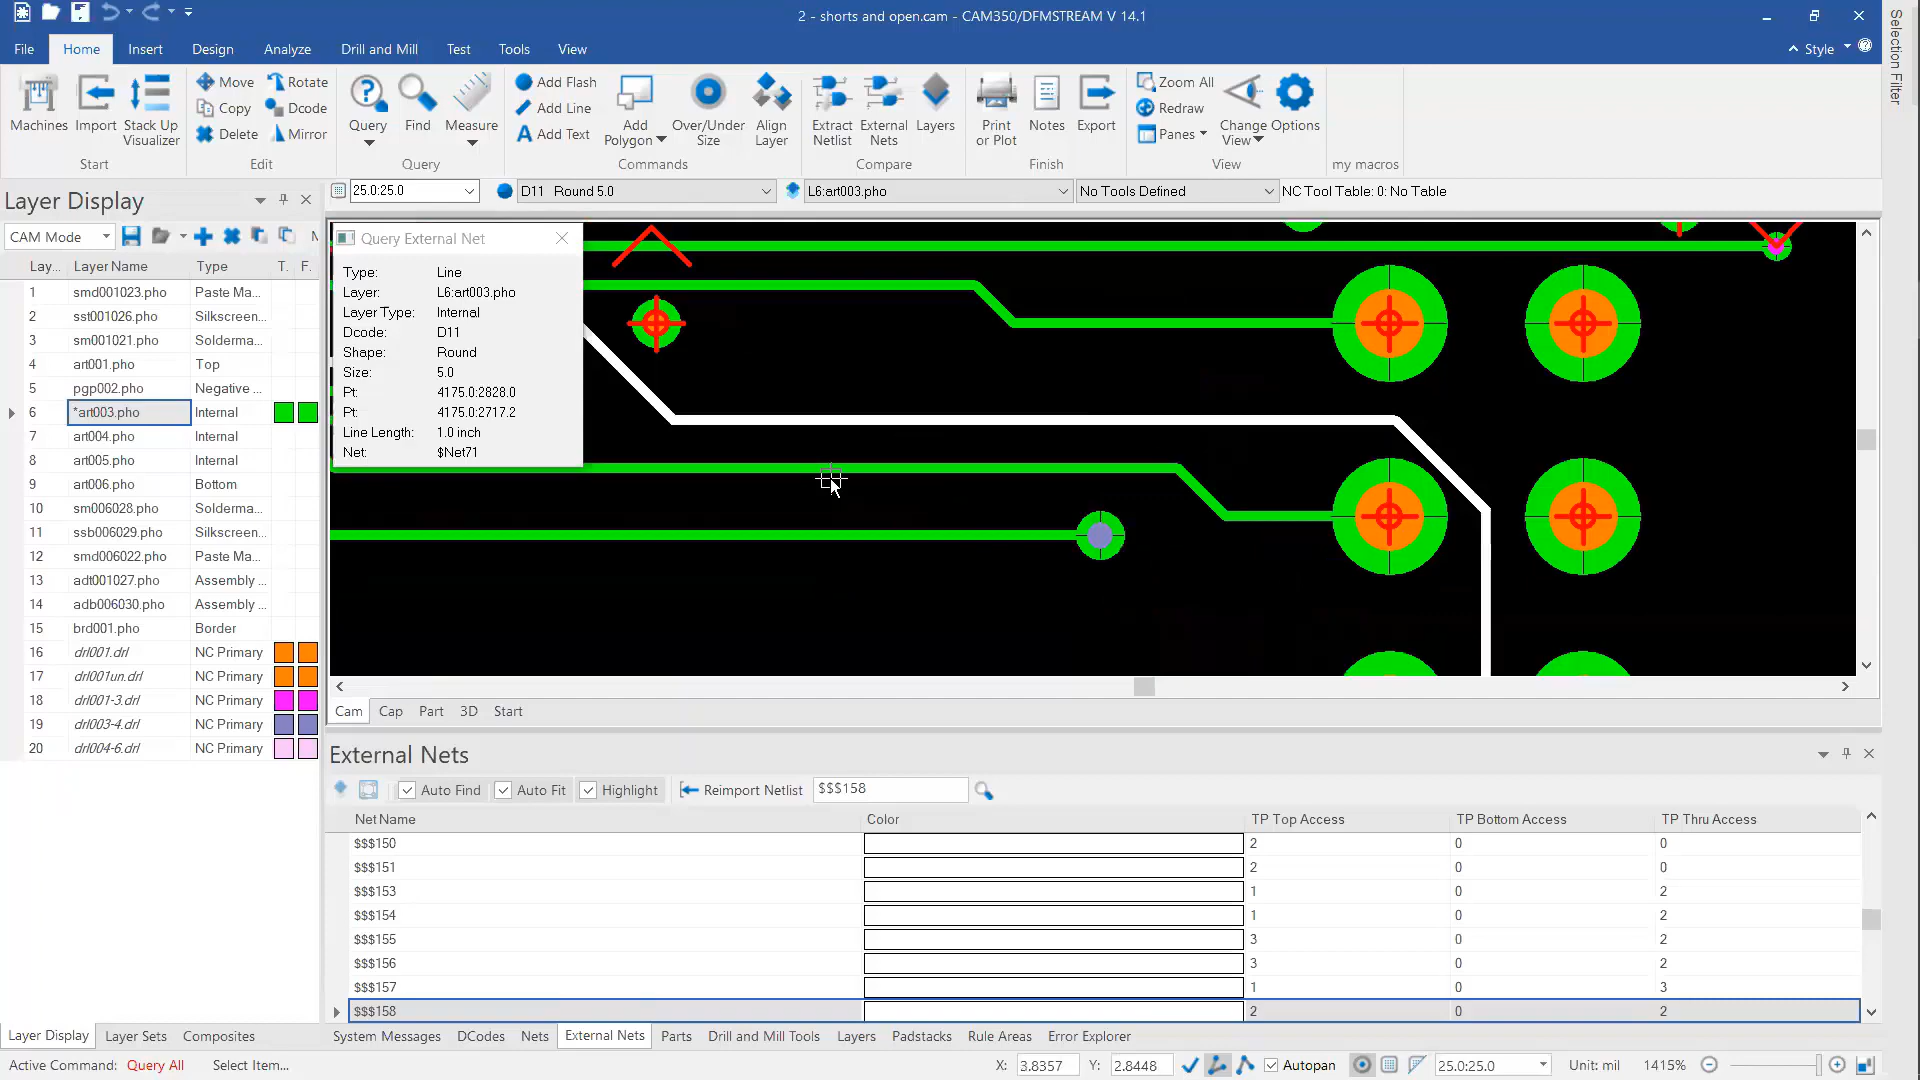 2 - shorts and open.cam - CAM350/DFMSTREAM V 14.1
File Home Insert Design Analyze Drill and Mill Test Tools View Style
Selection Filter
Machines Import Stack Up Visualizer
Start
Move Rotate
Copy Dcode
Delete Mirror
Edit
Query Find Measure
Query
Add Flash
Add Line
Add Text
Add Polygon Over/Under Size Align Layer
Commands
Extract Netlist External Nets Layers
Compare
Print or Plot Notes Export
Finish
Zoom All
Redraw
Panes
Change View Options
View
my macros
25.0:25.0 D11 Round 5.0 L6:art003.pho No Tools Defined NC Tool Table: 0: No Table
Layer Display
CAM Mode M
Lay... Layer Name Type T. F.
1 smd001023.pho Paste Ma...
2 sst001026.pho Silkscreen...
3 sm001021.pho Solderma...
4 art001.pho Top
5 pgp002.pho Negative ...
6 *art003.pho Internal
7 art004.pho Internal
8 art005.pho Internal
9 art006.pho Bottom
10 sm006028.pho Solderma...
11 ssb006029.pho Silkscreen...
12 smd006022.pho Paste Ma...
13 adt001027.pho Assembly ...
14 adb006030.pho Assembly ...
15 brd001.pho Border
16 drl001.drl NC Primary
17 drl001un.drl NC Primary
18 drl001-3.drl NC Primary
19 drl003-4.drl NC Primary
20 drl004-6.drl NC Primary
Query External Net
Type: Line
Layer: L6:art003.pho
Layer Type: Internal
Dcode: D11
Shape: Round
Size: 5.0
Pt: 4175.0:2828.0
Pt: 4175.0:2717.2
Line Length: 1.0 inch
Net: $Net71
Cam Cap Part 3D Start
External Nets
Auto Find Auto Fit Highlight Reimport Netlist $$$158
Net Name Color TP Top Access TP Bottom Access TP Thru Access
$$$150 2 0 0
$$$151 2 0 0
$$$153 1 0 2
$$$154 1 0 2
$$$155 3 0 2
$$$156 3 0 2
$$$157 1 0 3
$$$158 2 0 2
Layer Display Layer Sets Composites
System Messages DCodes Nets External Nets Parts Drill and Mill Tools Layers Padstacks Rule Areas Error Explorer
Active Command: Query All Select Item... X: 3.8357 Y: 2.8448 Autopan 25.0:25.0 Unit: mil 1415%